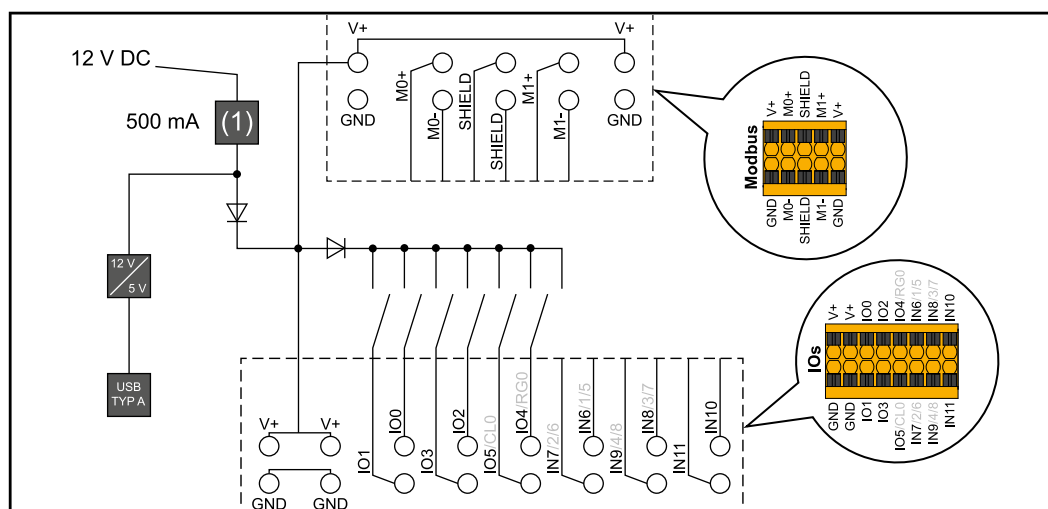 12 V DC
500 mA
(1)
12 V
5 V
USB
TYP A
V+
V+
GND
M0+
M0-
SHIELD
SHIELD
M1+
M1-
GND
V+
M0+
SHIELD
M1+
V+
Modbus
GND
M0-
SHIELD
M1-
GND
V+
V+
GND
GND
IO1
IO0
IO3
IO2
IO5/CL0
IO4/RG0
IN7/2/6
IN6/1/5
IN9/4/8
IN8/3/7
IN11
IN10
V+
V+
IO0
IO2
IO4/RG0
IN6/1/5
IN8/3/7
IN10
IOs
GND
GND
IO1
IO3
IO5/CL0
IN7/2/6
IN9/4/8
IN11